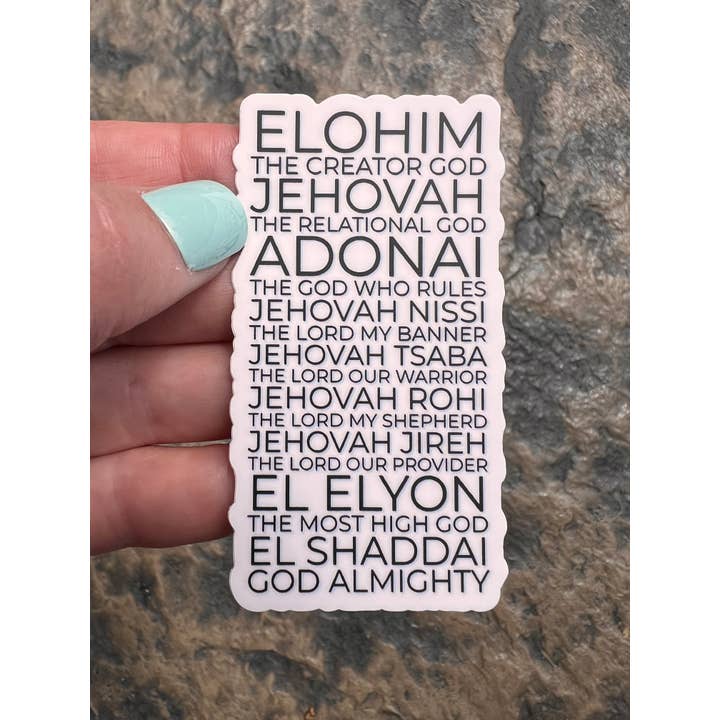 ELOHIM
THE CREATOR GOD
JEHOVAH
THE RELATIONAL GOD
ADONAI
THE GOD WHO RULES
JEHOVAH NISSI
THE LORD MY BANNER
JEHOVAH TSABA
THE LORD OUR WARRIOR
JEHOVAH ROHI
THE LORD MY SHEPHERD
JEHOVAH JIREH
THE LORD OUR PROVIDER
EL ELYON
THE MOST HIGH GOD
EL SHADDAI
GOD ALMIGHTY